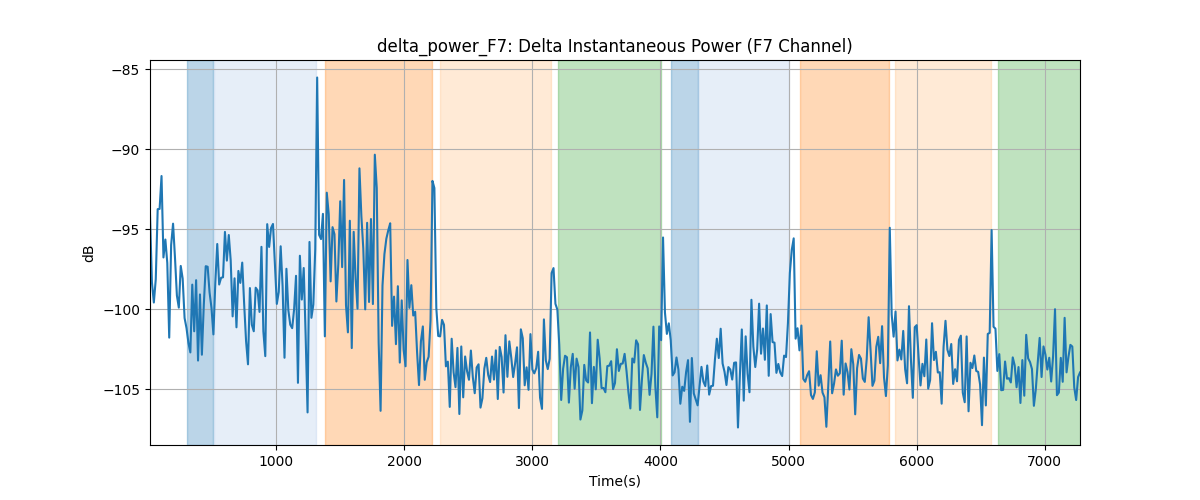 delta_power_F7: Delta Instantaneous Power (F7 Channel)
−85
−90
−95
−100
−105
dB
1000 2000 3000 4000 5000 6000 7000
Time(s)